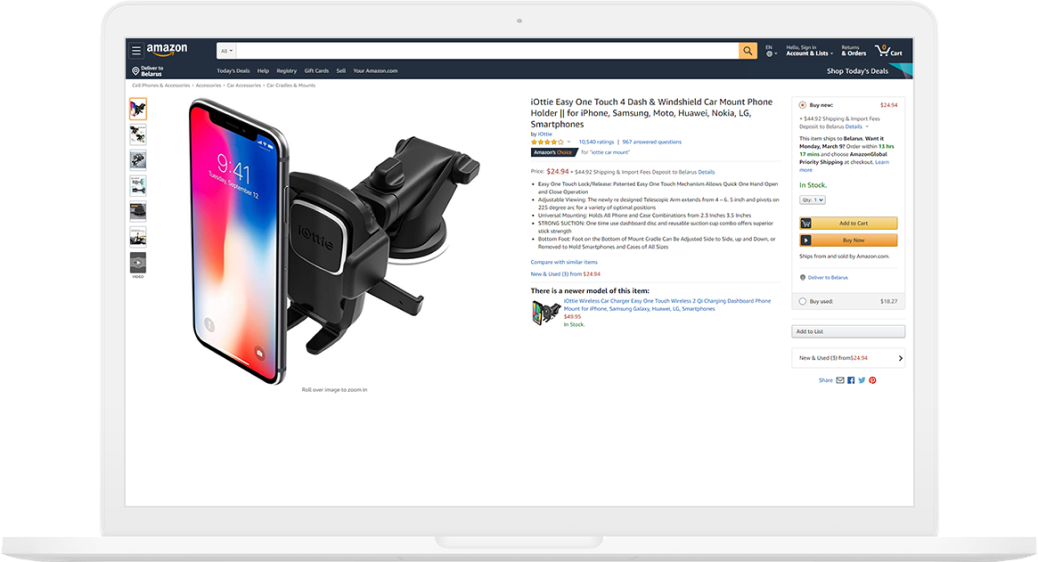 amazon
All
EN
Hello, Sign in
Account & Lists
Returns
& Orders
0
Cart
Deliver to
Belarus
Today's Deals Help Registry Gift Cards Sell Your Amazon.com
Shop Today's Deals
Cell Phones & Accessories › Accessories › Car Accessories › Car Cradles & Mounts
9:41
Tuesday, September 12
iOttie
VIDEO
Roll over image to zoom in
iOttie Easy One Touch 4 Dash & Windshield Car Mount Phone
Holder || for iPhone, Samsung, Moto, Huawei, Nokia, LG,
Smartphones
by iOttie
10,540 ratings | 967 answered questions
Amazon's Choice for "iottie car mount"
Price: $24.94 + $44.92 Shipping & Import Fees Deposit to Belarus Details
• Easy One Touch Lock/Release: Patented Easy One Touch Mechanism Allows Quick One Hand Open
and Close Operation
• Adjustable Viewing: The newly re designed Telescopic Arm extends from 4 – 6. 5 inch and pivots on
225 degree arc for a variety of optimal positions
• Universal Mounting: Holds All Phone and Case Combinations from 2.3 Inches 3.5 Inches
• STRONG SUCTION: One time use dashboard disc and reusable suction cup combo offers superior
stick strength
• Bottom Foot: Foot on the Bottom of Mount Cradle Can Be Adjusted Side to Side, up and Down, or
Removed to Hold Smartphones and Cases of All Sizes
Compare with similar items
New & Used (3) from $24.94
There is a newer model of this item:
iOttie Wireless Car Charger Easy One Touch Wireless 2 Qi Charging Dashboard Phone
Mount for iPhone, Samsung Galaxy, Huawei, LG, Smartphones
$49.95
In Stock.
Buy new: $24.94
+ $44.92 Shipping & Import Fees
Deposit to Belarus Details
This item ships to Belarus. Want it
Monday, March 9? Order within 13 hrs
17 mins and choose AmazonGlobal
Priority Shipping at checkout. Learn
more
In Stock.
Qty: 1
Add to Cart
Buy Now
Ships from and sold by Amazon.com.
Deliver to Belarus
Buy used: $18.27
Add to List
New & Used (3) from $24.94
Share